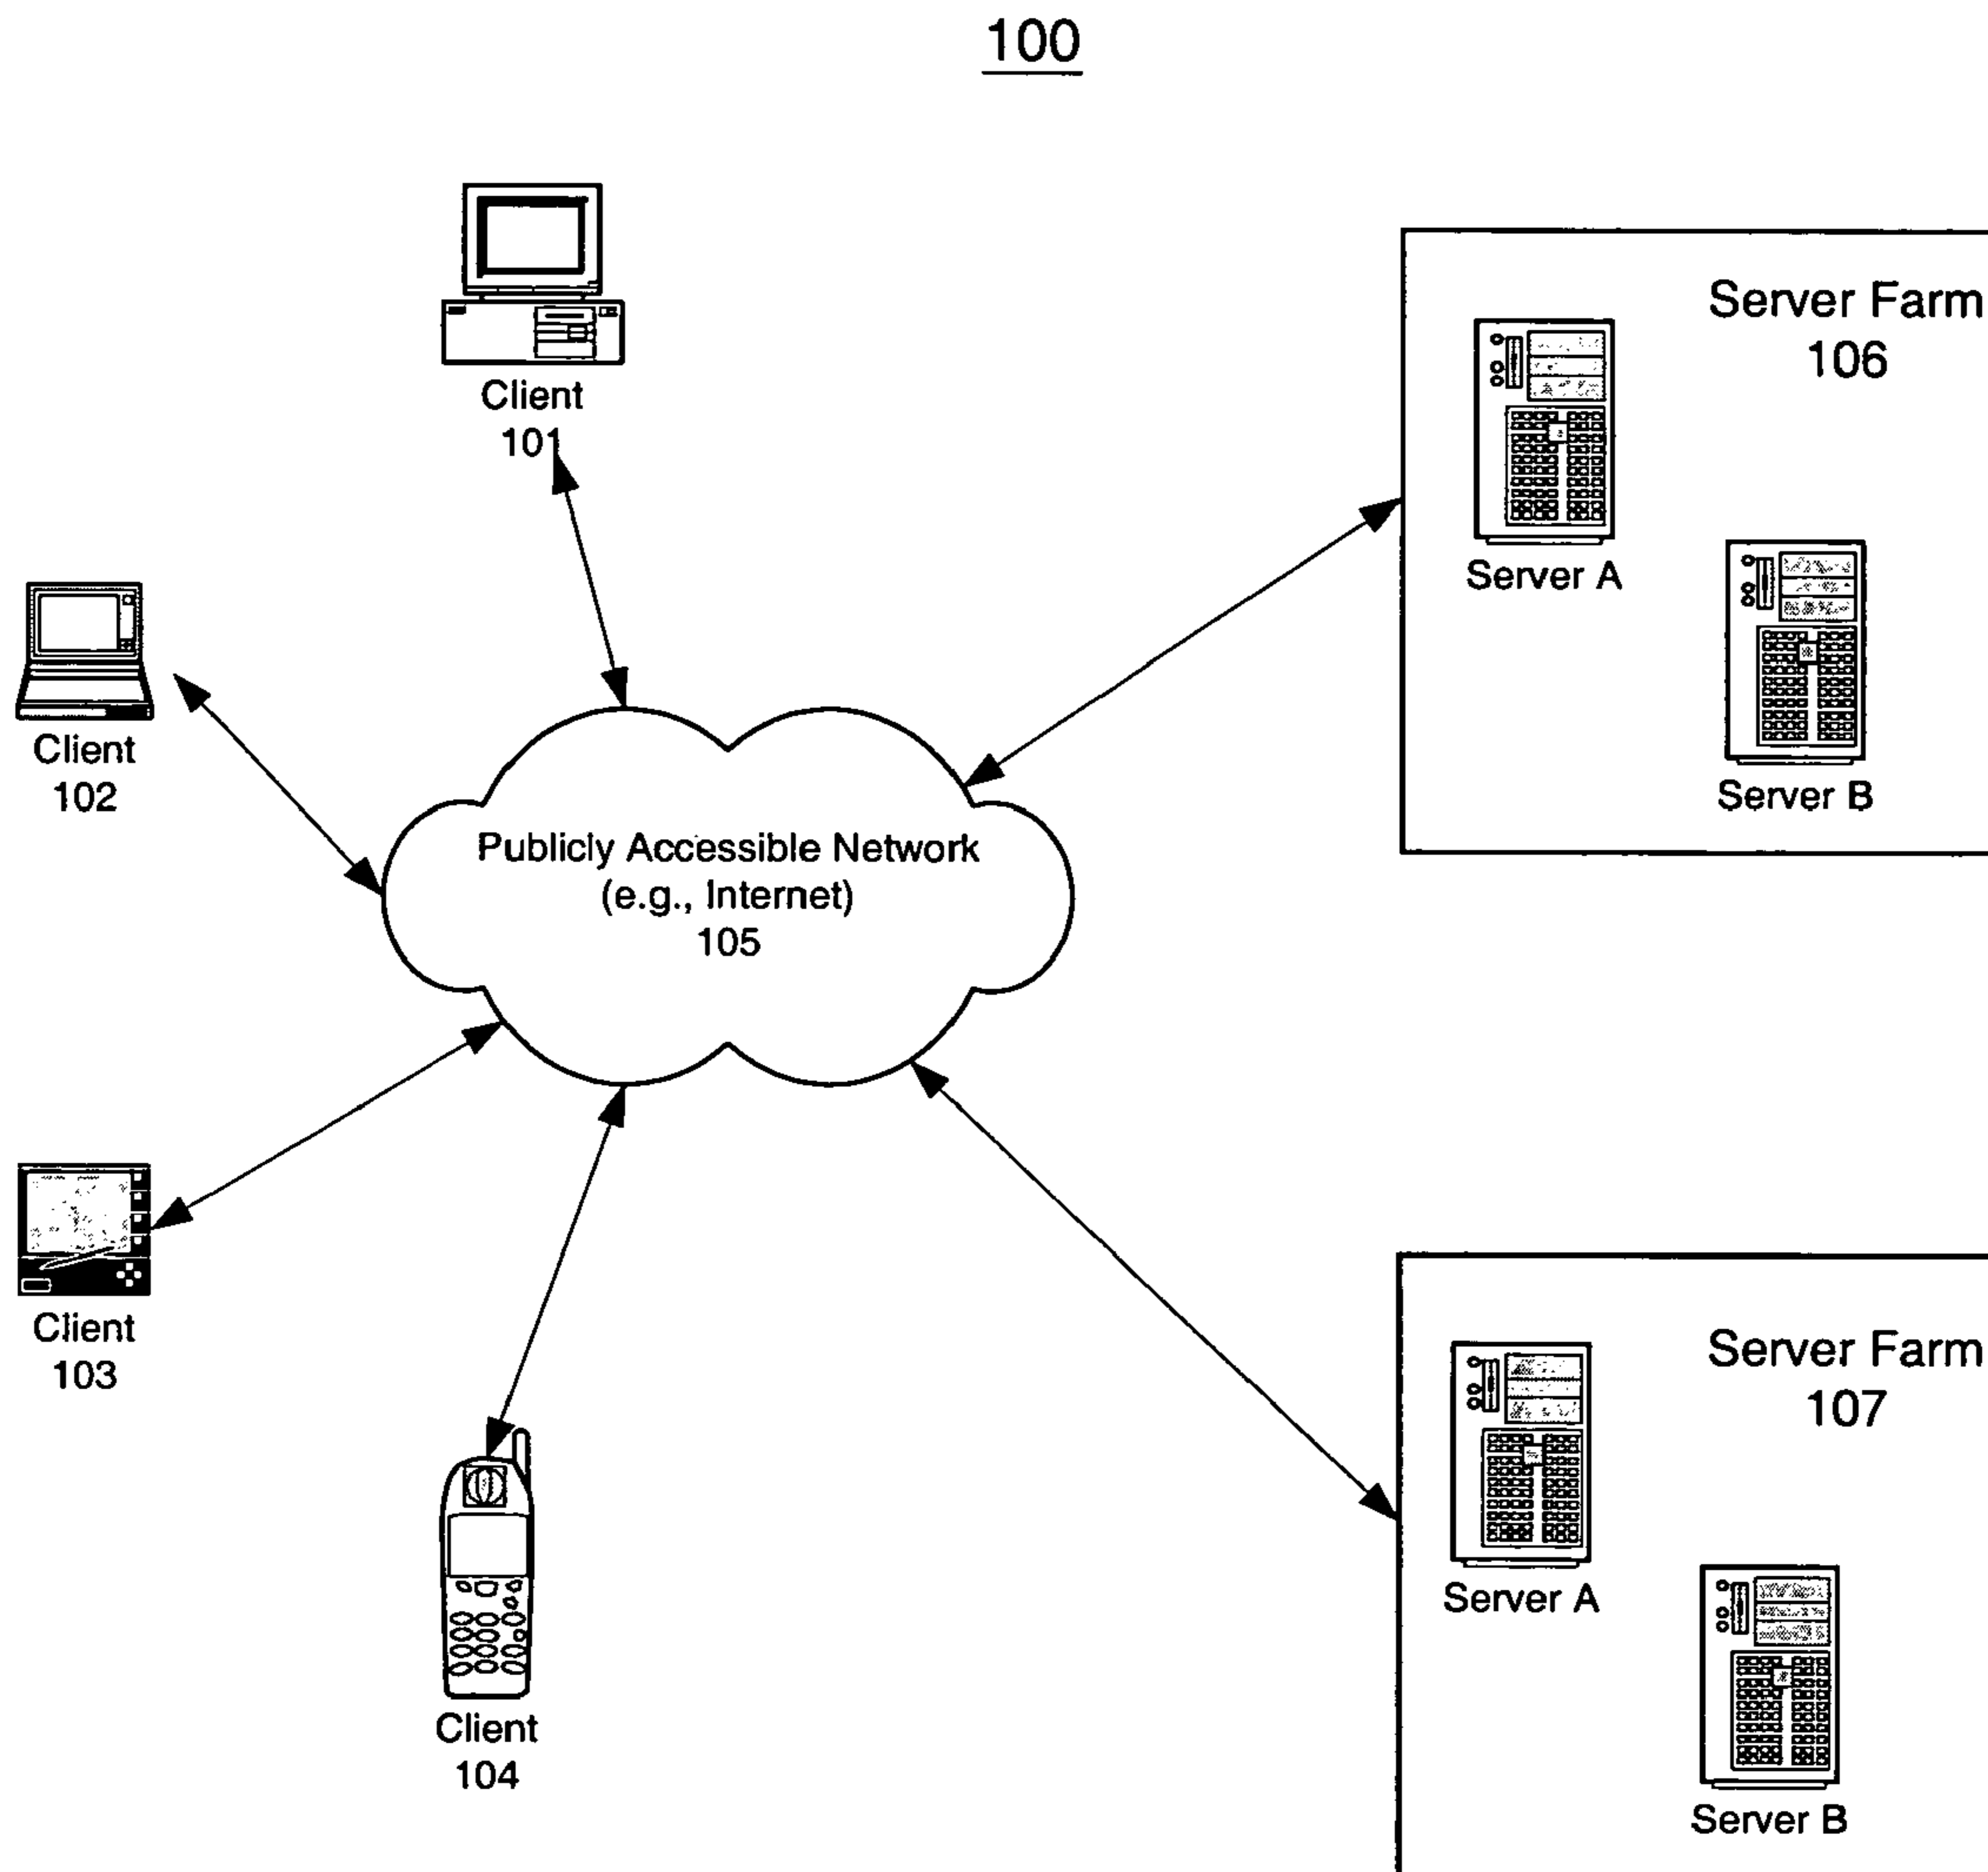 100
Client
101
Server Farm
106
Server A
Server B
Client
102
Publicly Accessible Network
(e.g., Internet)
105
Client
103
Client
104
Server Farm
107
Server A
Server B